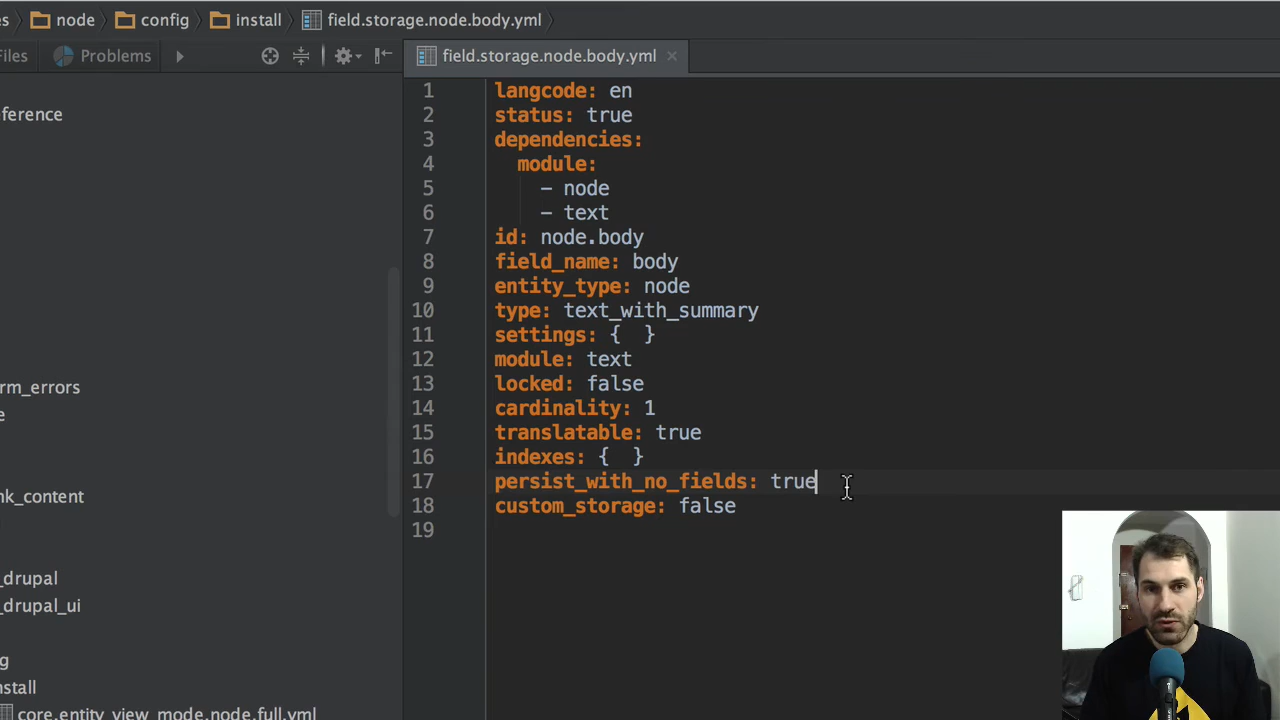 s node config install field.storage.node.body.yml
Files Problems
field.storage.node.body.yml
ference
rm_errors
e
nk_content
_drupal
_drupal_ui
g
nstall
core.entity_view_mode.node.full.yml
1 langcode: en
2 status: true
3 dependencies:
4 module:
5 - node
6 - text
7 id: node.body
8 field_name: body
9 entity_type: node
10 type: text_with_summary
11 settings: { }
12 module: text
13 locked: false
14 cardinality: 1
15 translatable: true
16 indexes: { }
17 persist_with_no_fields: true
18 custom_storage: false
19